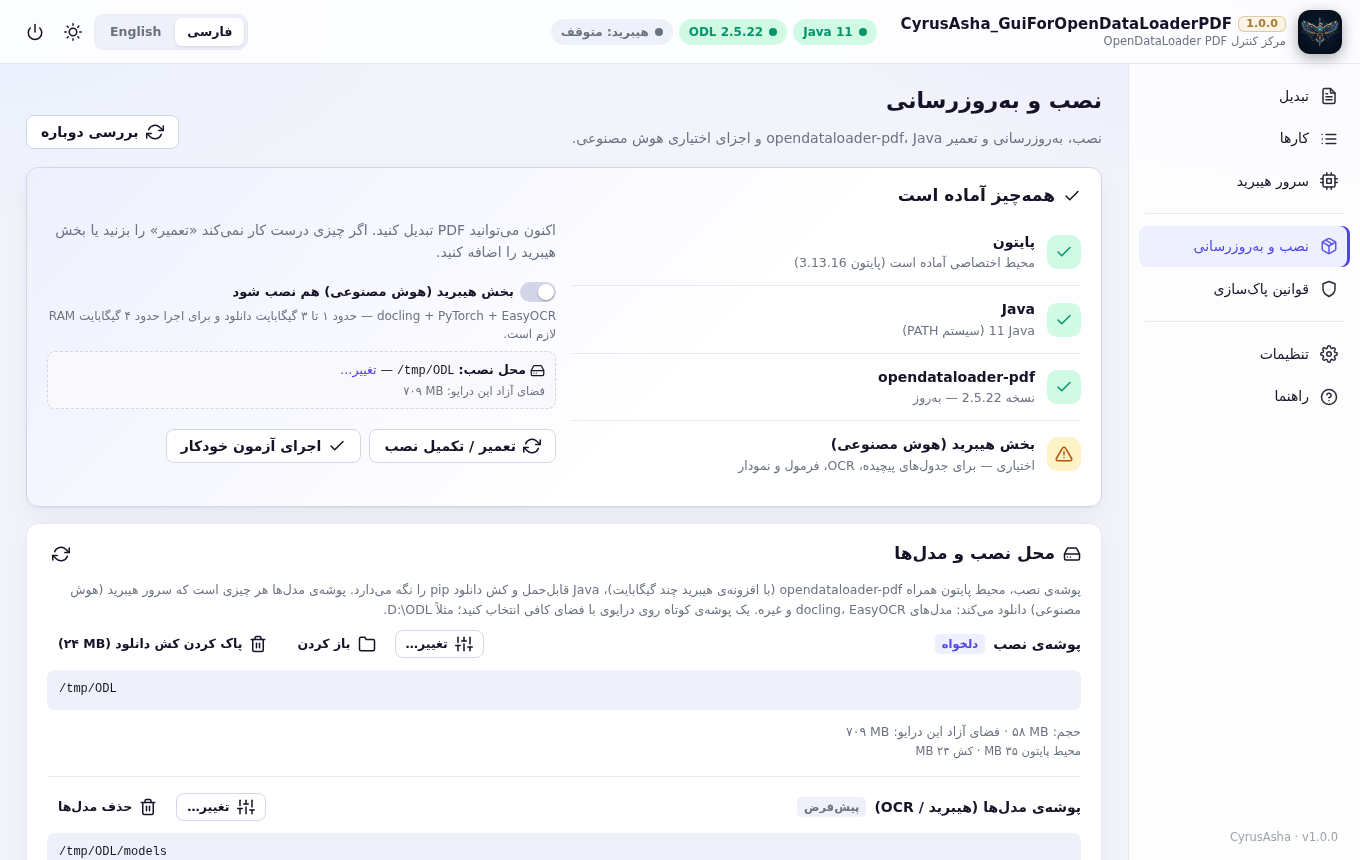 CyrusAsha_GuiForOpenDataLoaderPDF 1.0.0
مرکز کنترل OpenDataLoader PDF
Java 11
ODL 2.5.22
هیبرید: متوقف
فارسی
English
تبدیل
کارها
سرور هیبرید
نصب و به‌روزرسانی
قوانین پاک‌سازی
تنظیمات
راهنما
CyrusAsha · v1.0.0
نصب و به‌روزرسانی
نصب، به‌روزرسانی و تعمیر opendataloader-pdf، Java و اجزای اختیاری هوش مصنوعی.
بررسی دوباره
همه‌چیز آماده است
پایتون
محیط اختصاصی آماده است (پایتون 3.13.16)
Java
Java 11 (سیستم PATH)
opendataloader-pdf
نسخه 2.5.22 — به‌روز
بخش هیبرید (هوش مصنوعی)
اختیاری — برای جدول‌های پیچیده، OCR، فرمول و نمودار
اکنون می‌توانید PDF تبدیل کنید. اگر چیزی درست کار نمی‌کند «تعمیر» را بزنید یا بخش
هیبرید را اضافه کنید.
بخش هیبرید (هوش مصنوعی) هم نصب شود
docling + PyTorch + EasyOCR — حدود ۱ تا ۳ گیگابایت دانلود و برای اجرا حدود ۴ گیگابایت RAM
لازم است.
محل نصب: /tmp/ODL — تغییر…
فضای آزاد این درایو: ۷۰۹ MB
تعمیر / تکمیل نصب
اجرای آزمون خودکار
محل نصب و مدل‌ها
پوشه‌ی نصب، محیط پایتون همراه opendataloader-pdf (با افزونه‌ی هیبرید چند گیگابایت)، Java قابل‌حمل و کش دانلود pip را نگه می‌دارد. پوشه‌ی مدل‌ها هر چیزی است که سرور هیبرید (هوش
مصنوعی) دانلود می‌کند: مدل‌های docling، EasyOCR و غیره. یک پوشه‌ی کوتاه روی درایوی با فضای کافی انتخاب کنید؛ مثلاً D:\ODL.
پوشه‌ی نصب دلخواه
تغییر…
باز کردن
پاک کردن کش دانلود (۲۴ MB)
/tmp/ODL
حجم: ۵۸ MB · فضای آزاد این درایو: ۷۰۹ MB
محیط پایتون ۳۵ MB · کش ۲۴ MB
پوشه‌ی مدل‌ها (هیبرید / OCR) پیش‌فرض
تغییر…
حذف مدل‌ها
/tmp/ODL/models